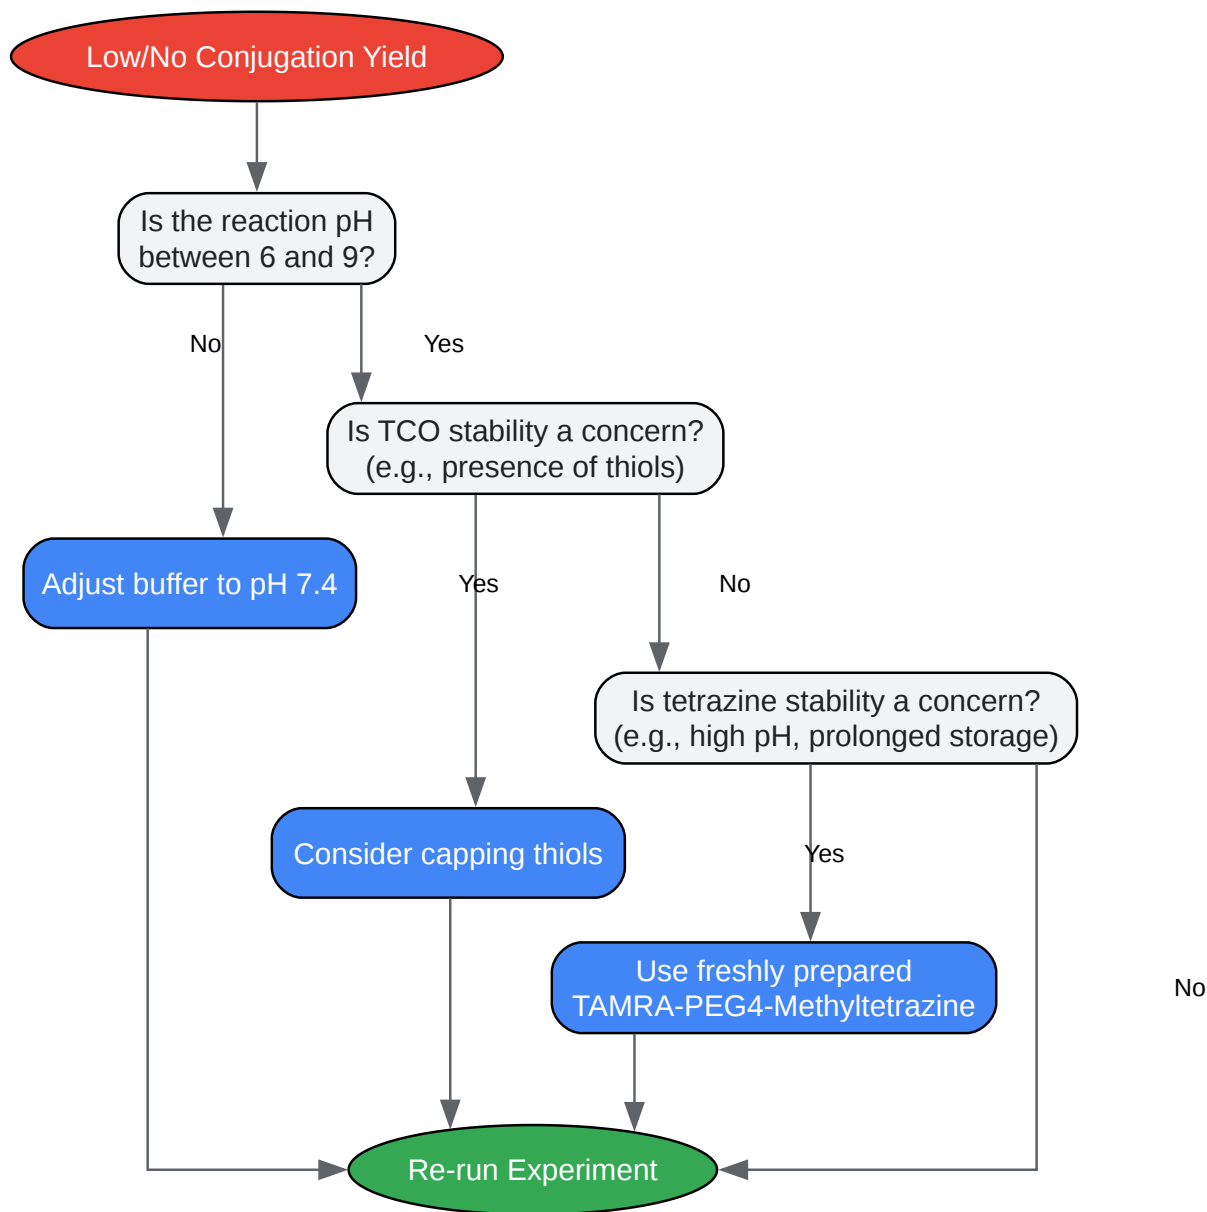 Low/No Conjugation Yield
Is the reaction pH
between 6 and 9?
No
Yes
Is TCO stability a concern?
(e.g., presence of thiols)
Adjust buffer to pH 7.4
Yes
No
Is tetrazine stability a concern?
(e.g., high pH, prolonged storage)
Consider capping thiols
Yes
Use freshly prepared
TAMRA-PEG4-Methyltetrazine
No
Re-run Experiment